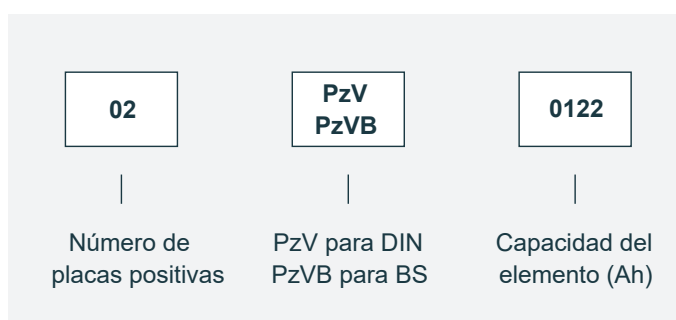 02
PzV
PzVB
0122
Número de
placas positivas
PzV para DIN
PzVB para BS
Capacidad del
elemento (Ah)